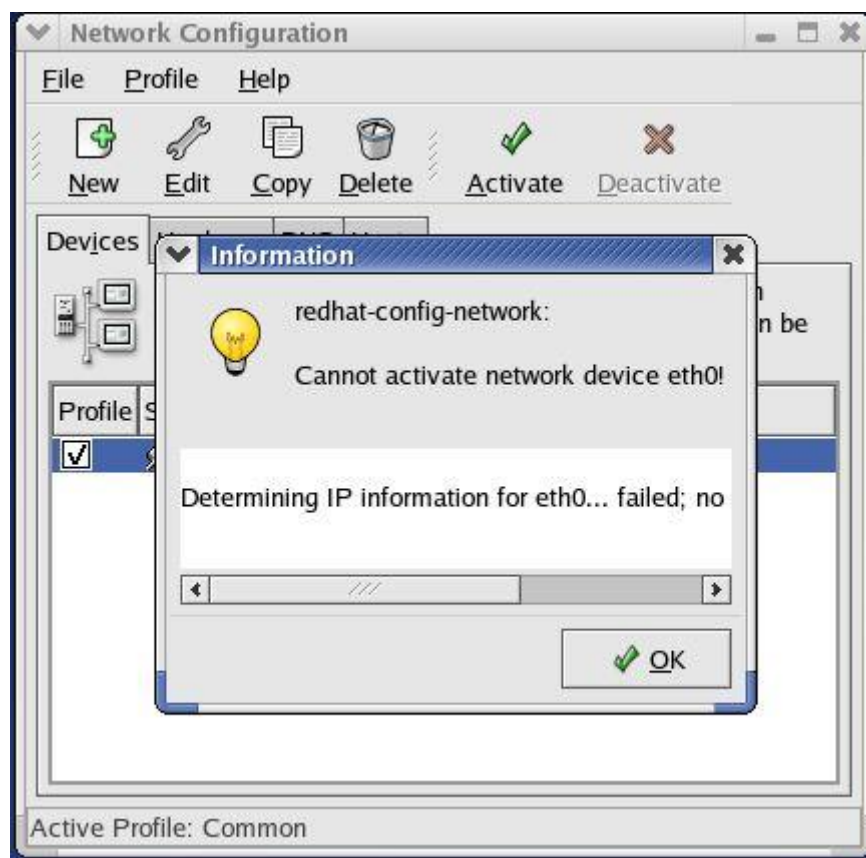 Network Configuration
File Profile Help
New Edit Copy Delete Activate Deactivate
Devices
Information
redhat-config-network:
n be
Cannot activate network device eth0!
Profile S
Determining IP information for eth0... failed; no
OK
Active Profile: Common